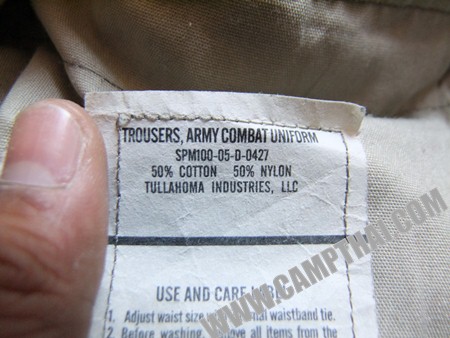 TROUSERS, ARMY COMBAT UNIFORM
SPM100-05-D-0427
50% COTTON 50% NYLON
TULLAHOMA INDUSTRIES, LLC
USE AND CARE
1. Adjust waist size waistband tie.
2. Before washing, all items from the
WWW.CAMPTHAI.COM